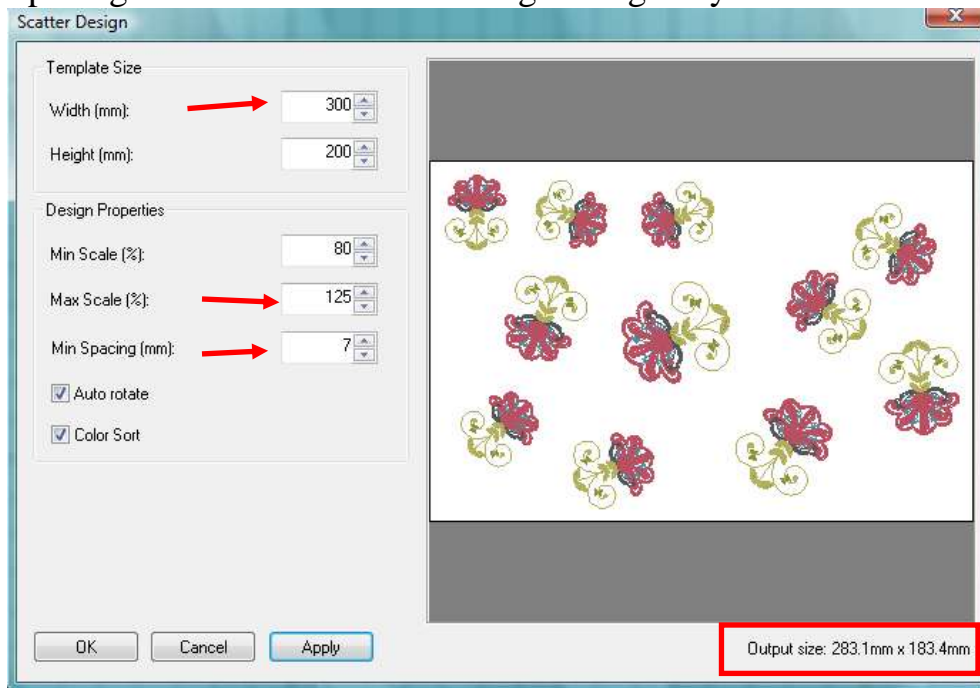 Scatter Design
Template Size
Width (mm): 300
Height (mm): 200
Design Properties
Min Scale (%): 80
Max Scale (%): 125
Min Spacing (mm): 7
Auto rotate
Color Sort
OK Cancel Apply
Output size: 283.1mm x 183.4mm